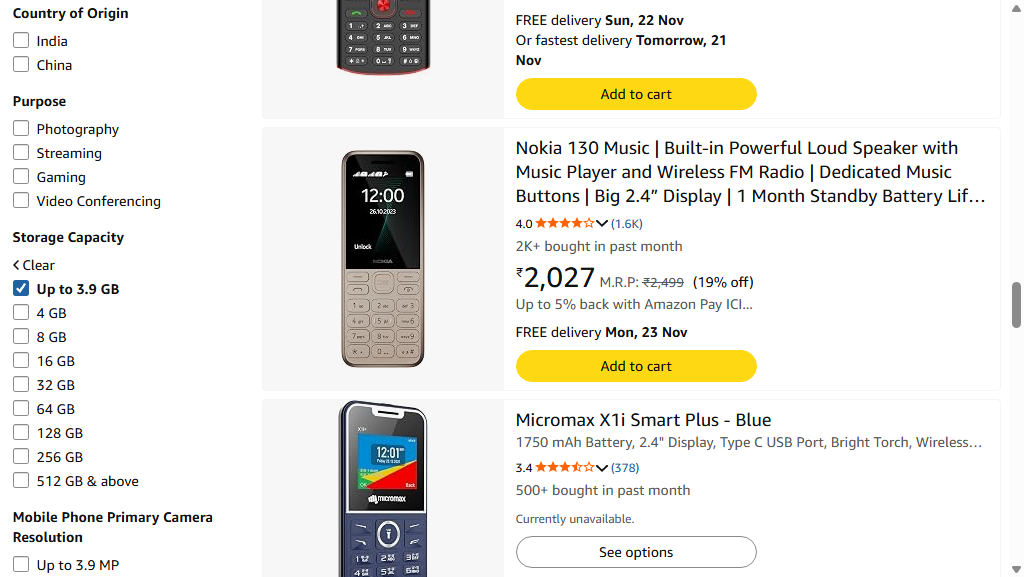 Country of Origin
India
China
Purpose
Photography
Streaming
Gaming
Video Conferencing
Storage Capacity
Clear
Up to 3.9 GB
4 GB
8 GB
16 GB
32 GB
64 GB
128 GB
256 GB
512 GB & above
Mobile Phone Primary Camera
Resolution
Up to 3.9 MP
FREE delivery Sun, 22 Nov
Or fastest delivery Tomorrow, 21
Nov
Add to cart
12:00
26.10.2023
Unlock
NOKIA
Nokia 130 Music | Built-in Powerful Loud Speaker with
Music Player and Wireless FM Radio | Dedicated Music
Buttons | Big 2.4” Display | 1 Month Standby Battery Lif…
4.0 (1.6K)
2K+ bought in past month
₹2,027 M.R.P: ₹2,499 (19% off)
Up to 5% back with Amazon Pay ICI…
FREE delivery Mon, 23 Nov
Add to cart
12:01
Back
micromax
Micromax X1i Smart Plus - Blue
1750 mAh Battery, 2.4" Display, Type C USB Port, Bright Torch, Wireless…
3.4 (378)
500+ bought in past month
Currently unavailable.
See options